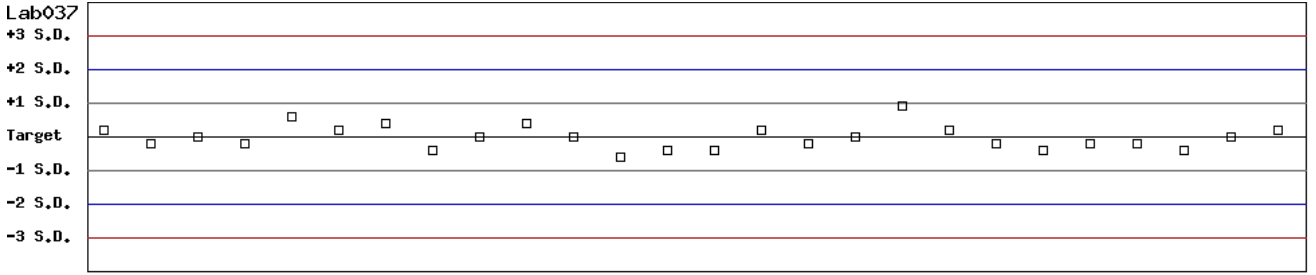 Lab037
+3 S.D.
+2 S.D.
+1 S.D.
Target
-1 S.D.
-2 S.D.
-3 S.D.